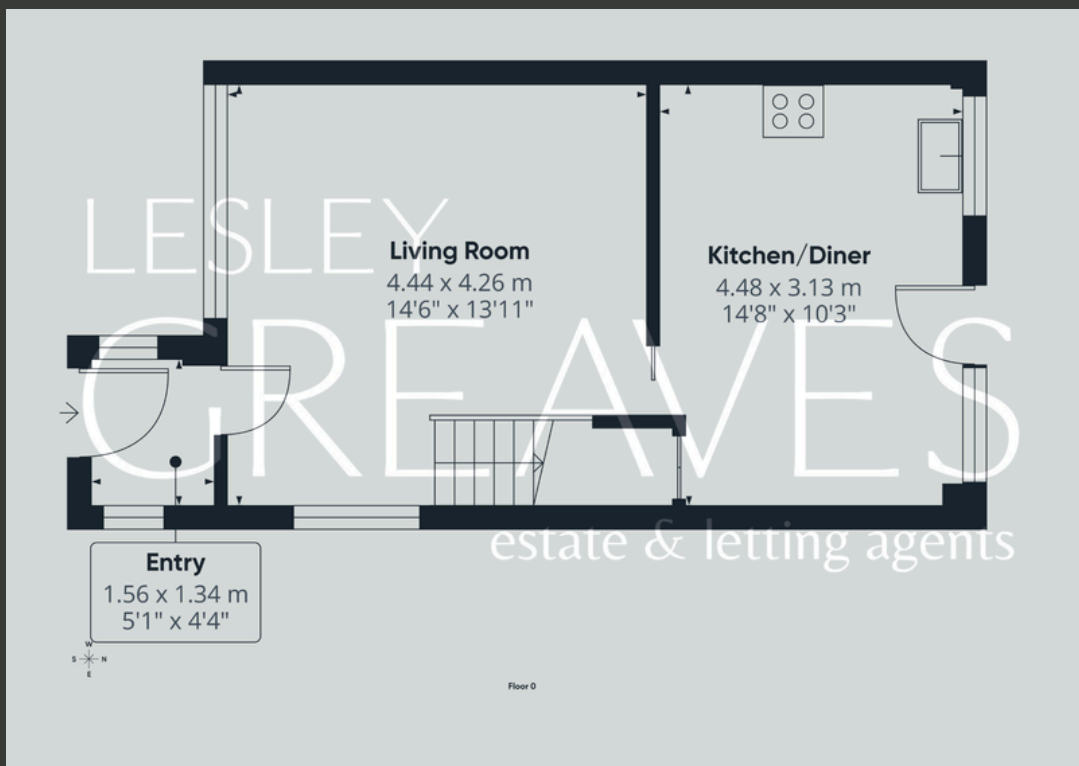 LESLEY
GREAVES
estate & letting agents
Living Room
4.44 x 4.26 m
14'6" x 13'11"
Kitchen/Diner
4.48 x 3.13 m
14'8" x 10'3"
Entry
1.56 x 1.34 m
5'1" x 4'4"
W
S N
E
Floor 0